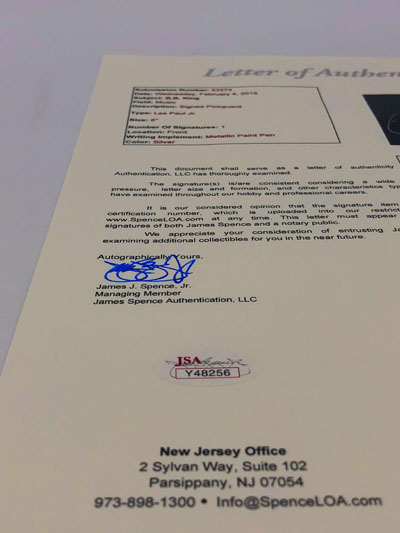 Letter of Authen
Submission Number:
Date: Wednesday, February 4, 2015
Subject: B.B. King
Field: Music
Description: Signed Pickguard
Type: Les Paul Jr.
Size: 6"
Number Of Signatures: 1
Location: Front
Writing Implement: Metallic Paint Pen
Color: Silver
This document shall serve as a letter of authenticity
Authentication, LLC has thoroughly examined.
The signature(s) is/are consistent considering a wide
pressure, letter size and formation, and other characteristics typ
have examined throughout our hobby and professional careers.
It is our considered opinion that the signature item
certification number, which is uploaded into our restrict
www.SpenceLOA.com at any time. This letter must appear
signatures of both James Spence and a notary public.
We appreciate your consideration of entrusting Ja
examining additional collectibles for you in the near future.
Autographically Yours,
James J. Spence, Jr.
Managing Member
James Spence Authentication, LLC
JSA
Y48256
New Jersey Office
2 Sylvan Way, Suite 102
Parsippany, NJ 07054
973-898-1300 • Info@SpenceLOA.com